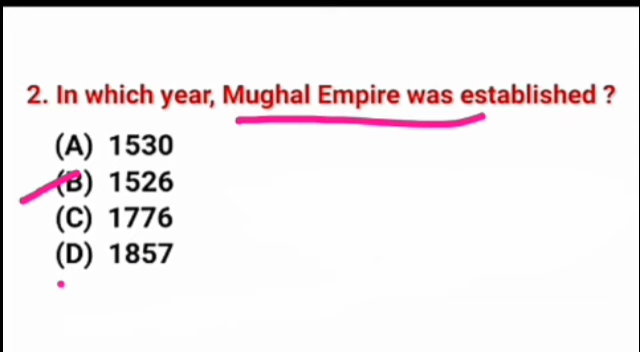 2. In which year, Mughal Empire was established ?
(A) 1530
(B) 1526
(C) 1776
(D) 1857